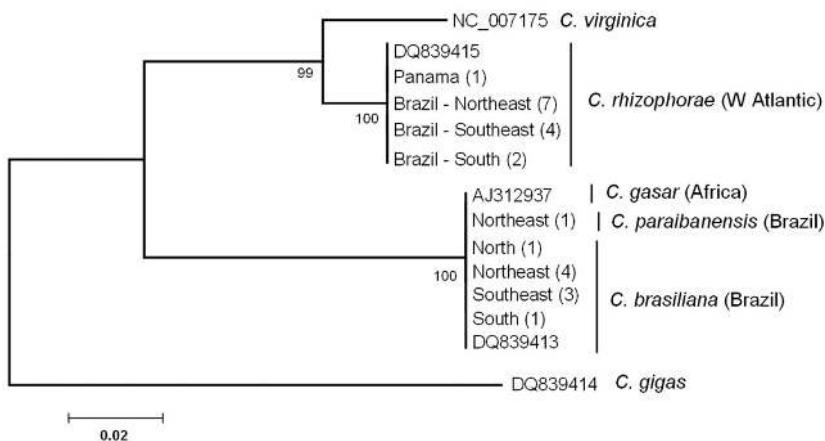 NC_007175 C. virginica
DQ839415
Panama (1)
99
Brazil - Northeast (7)
C. rhizophorae (W Atlantic)
100
Brazil - Southeast (4)
Brazil - South (2)
AJ312937
C. gasar (Africa)
Northeast (1)
C. paraibanensis (Brazil)
North (1)
100
Northeast (4)
Southeast (3)
C. brasiliana (Brazil)
South (1)
DQ839413
DQ839414 C. gigas
0.02